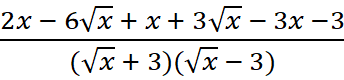 2x − 6√x + x + 3√x − 3x −3
(√x + 3)(√x − 3)